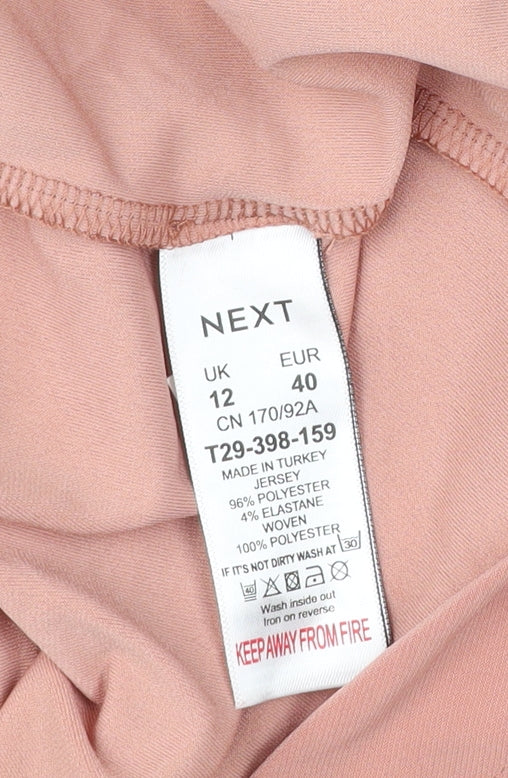 NEXT
UK EUR
12 40
CN 170/92A
T29-398-159
MADE IN TURKEY
JERSEY
96% POLYESTER
4% ELASTANE
WOVEN
100% POLYESTER
IF IT'S NOT DIRTY WASH AT 30
40
Wash inside out
Iron on reverse
KEEP AWAY FROM FIRE